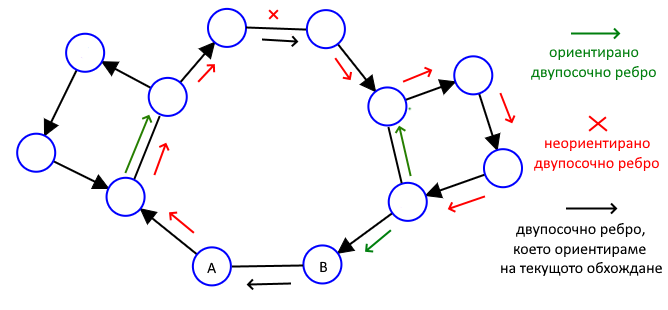 ориентирано
двупосочно ребро
неориентирано
двупосочно ребро
двупосочно ребро,
което ориентираме
на текущото обхождане
A
B